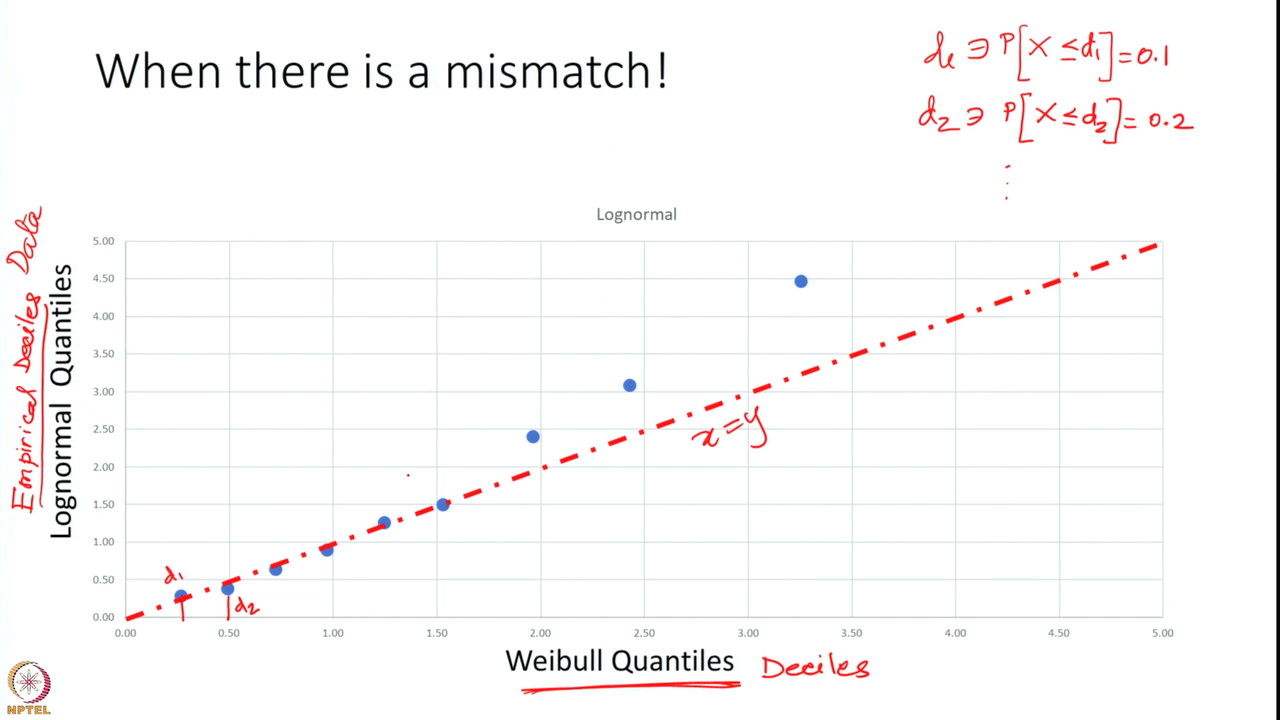 When there is a mismatch!
d₁ ∋ P[X ≤ d₁] = 0.1
d₂ ∋ P[X ≤ d₂] = 0.2
⋮
Lognormal
Empirical Deciles Data
Lognormal Quantiles
5.00
4.50
4.00
3.50
3.00
2.50
2.00
1.50
1.00
0.50
0.00
x=y
d₁
d₂
0.00 0.50 1.00 1.50 2.00 2.50 3.00 3.50 4.00 4.50 5.00
Weibull Quantiles Deciles
NPTEL